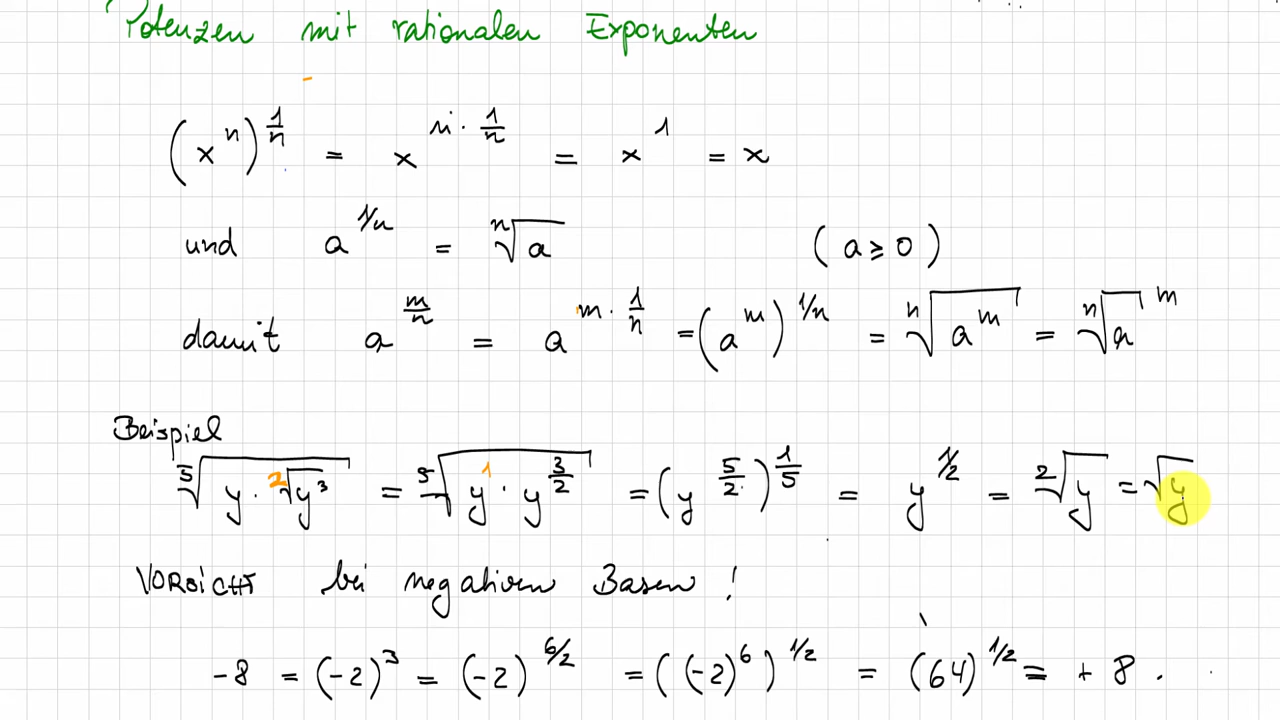 Potenzen mit rationalen Exponenten
(x^n)^{1/n} = x^{n · 1/n} = x^1 = x
und a^{1/n} = ⁿ√a (a ≥ 0)
damit a^{m/n} = a^{m · 1/n} = (a^m)^{1/n} = ⁿ√(a^m) = ⁿ√a^m
Beispiel
⁵√(y · ²√(y³)) = ⁵√(y^1 · y^{3/2}) = (y^{5/2})^{1/5} = y^{1/2} = ²√y = √y
VORSICHT bei negativen Basen !
-8 = (-2)^3 = (-2)^{6/2} = ((-2)^6)^{1/2} = (64)^{1/2} = + 8 .